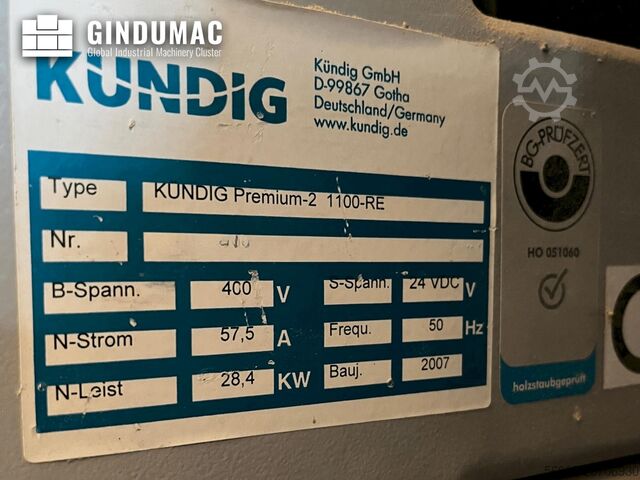 GINDUMAC
Global Industrial Machinery Cluster
KÜNDIG
Kündig GmbH
D-99867 Gotha
Deutschland/Germany
www.kundig.de
Type KÜNDIG Premium-2 1100-RE
Nr.
B-Spann. 400 V S-Spann. 24 VDC V
N-Strom 57,5 A Frequ. 50 Hz
N-Leist 28,4 KW Bauj. 2007
BG-PRÜFZERT
HO 051060
holzstaubgeprüft